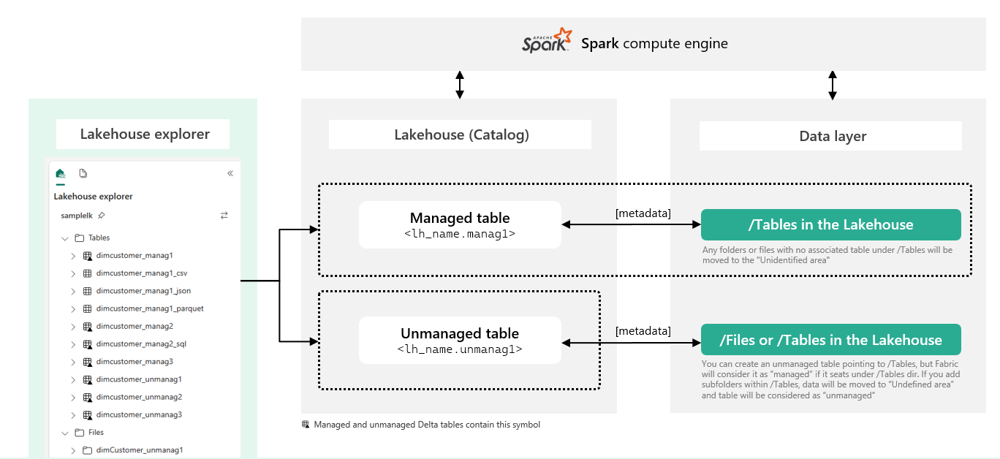 APACHE
Spark
Spark compute engine
Lakehouse explorer
Lakehouse (Catalog)
Data layer
Lakehouse explorer
samplelk
Tables
dimcustomer_manag1
dimcustomer_manag1_csv
dimcustomer_manag1_json
dimcustomer_manag1_parquet
dimcustomer_manag2
dimcustomer_manag2_sql
dimcustomer_manag3
dimcustomer_unmanag1
dimcustomer_unmanag2
dimcustomer_unmanag3
Files
dimCustomer_unmanag1
Managed table
<lh_name.manag1>
[metadata]
/Tables in the Lakehouse
Any folders or files with no associated table under /Tables will be
moved to the "Unidentified area"
Unmanaged table
<lh_name.unmanag1>
[metadata]
/Files or /Tables in the Lakehouse
You can create an unmanaged table pointing to /Tables, but Fabric
will consider it as “managed” if it seats under /Tables dir. If you add
subfolders within /Tables, data will be moved to “Undefined area”
and table will be considered as “unmanaged”
Managed and unmanaged Delta tables contain this symbol